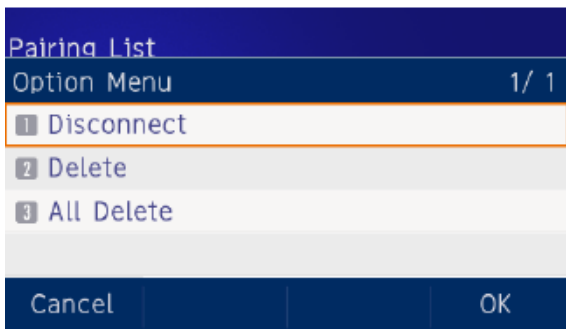 Pairing List
Option Menu 1/ 1
1 Disconnect
2 Delete
3 All Delete
Cancel OK